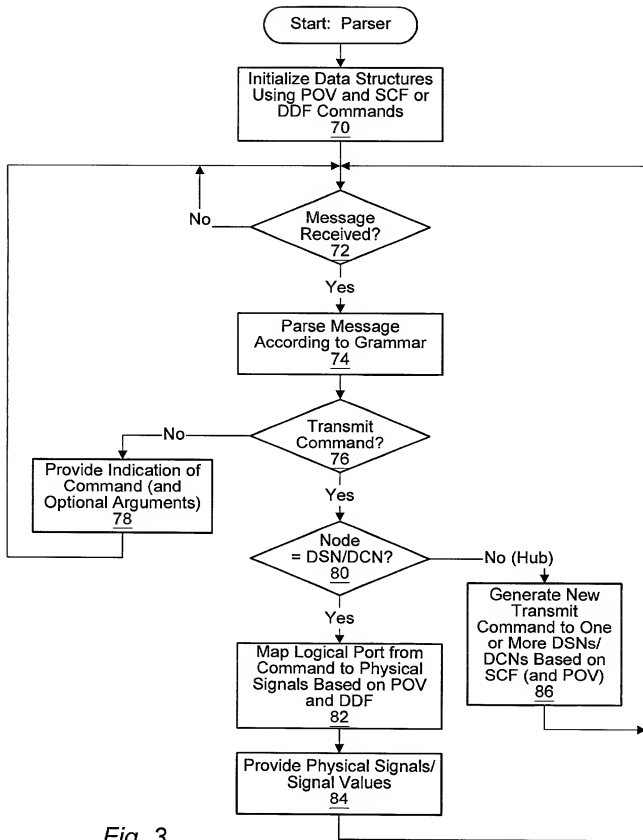 Start: Parser
Initialize Data Structures
Using POV and SCF or
DDF Commands
70
No
Message
Received?
72
Yes
Parse Message
According to Grammar
74
No
Transmit
Command?
76
Provide Indication of
Command (and
Optional Arguments)
78
Yes
Node
= DSN/DCN?
80
No (Hub)
Yes
Generate New
Transmit
Command to One
or More DSNs/
DCNs Based on
SCF (and POV)
86
Map Logical Port from
Command to Physical
Signals Based on POV
and DDF
82
Provide Physical Signals/
Signal Values
84
Fig. 3